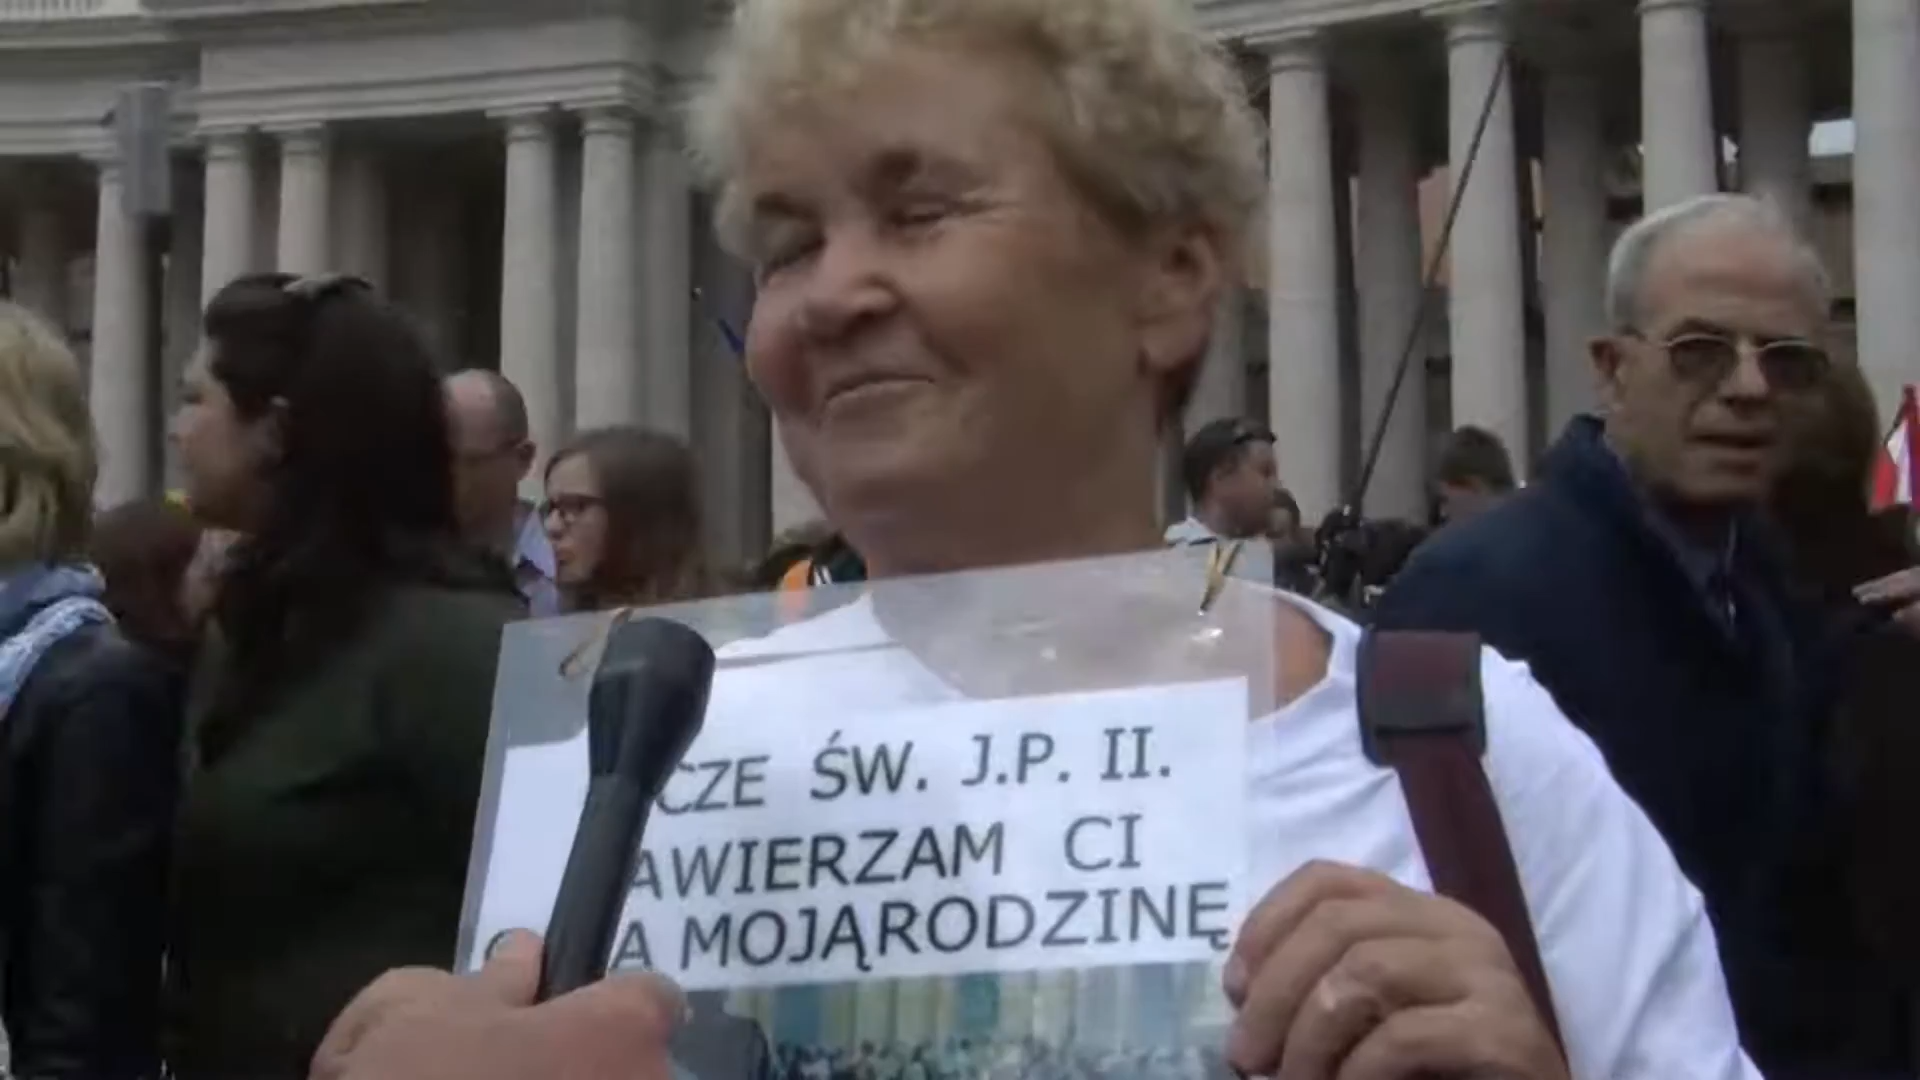 CZE ŚW. J.P. II.
AWIERZAM CI
A MOJĄRODZINĘ